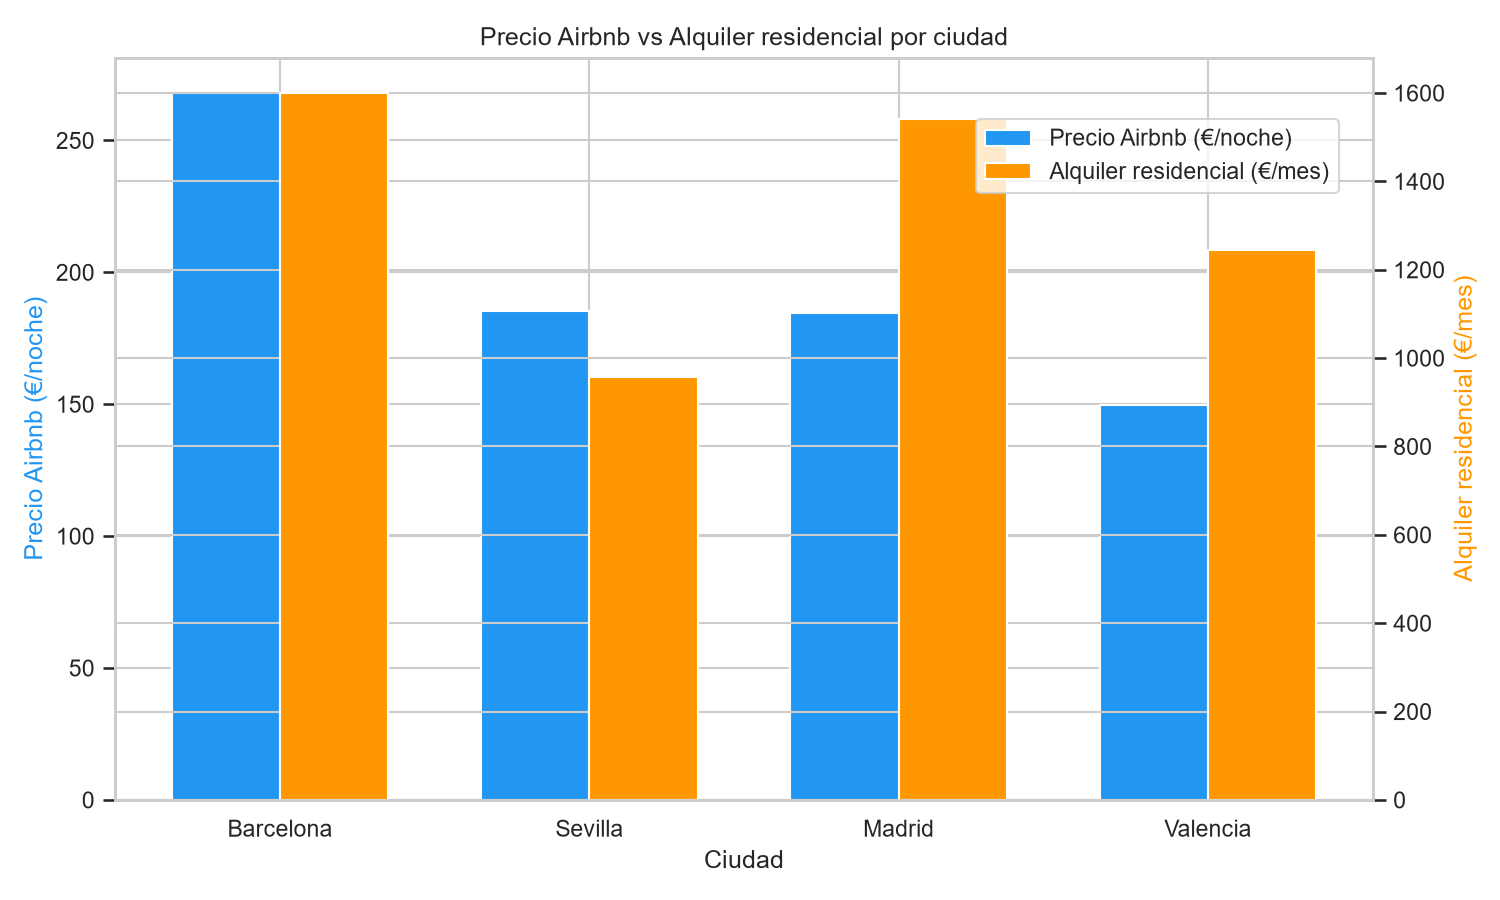 Precio Airbnb vs Alquiler residencial por ciudad
Precio Airbnb (€/noche)
250
200
150
100
50
0
Precio Airbnb (€/noche)
Alquiler residencial (€/mes)
1600
1400
1200
1000
800
600
400
200
0
Alquiler residencial (€/mes)
Barcelona
Sevilla
Madrid
Valencia
Ciudad